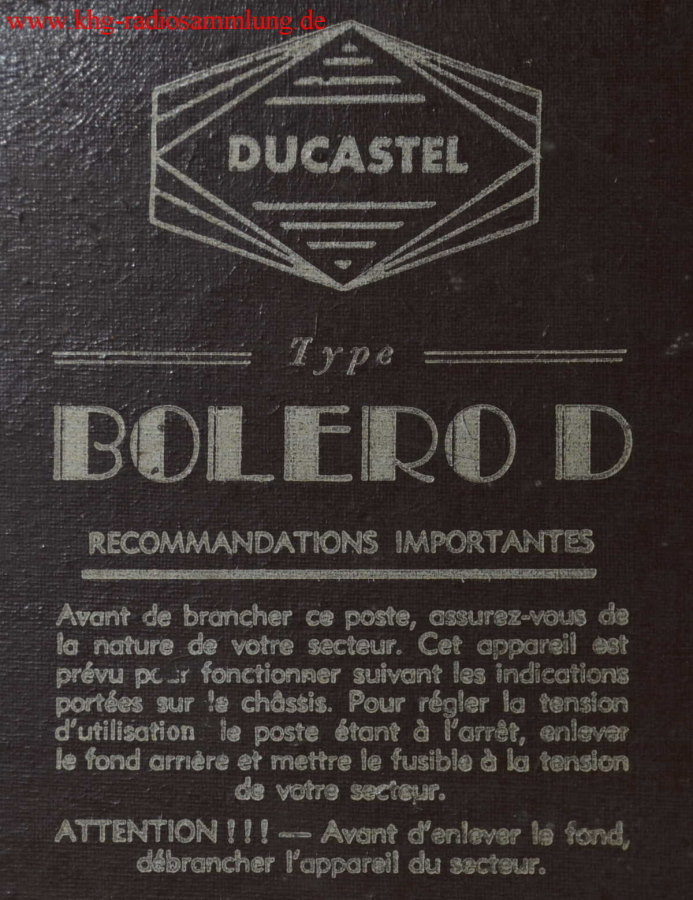 www.khg-radiosammlung.de
DUCASTEL
Type
BOLERO D
RECOMMANDATIONS IMPORTANTES
Avant de brancher ce poste, assurez-vous de
la nature de votre secteur. Cet appareil est
prévu pour fonctionner suivant les indications
portées sur le châssis. Pour régler la tension
d'utilisation le poste étant à l'arrêt, enlever
le fond arrière et mettre le fusible à la tension
de votre secteur.
ATTENTION !!! — Avant d'enlever le fond,
débrancher l'appareil du secteur.